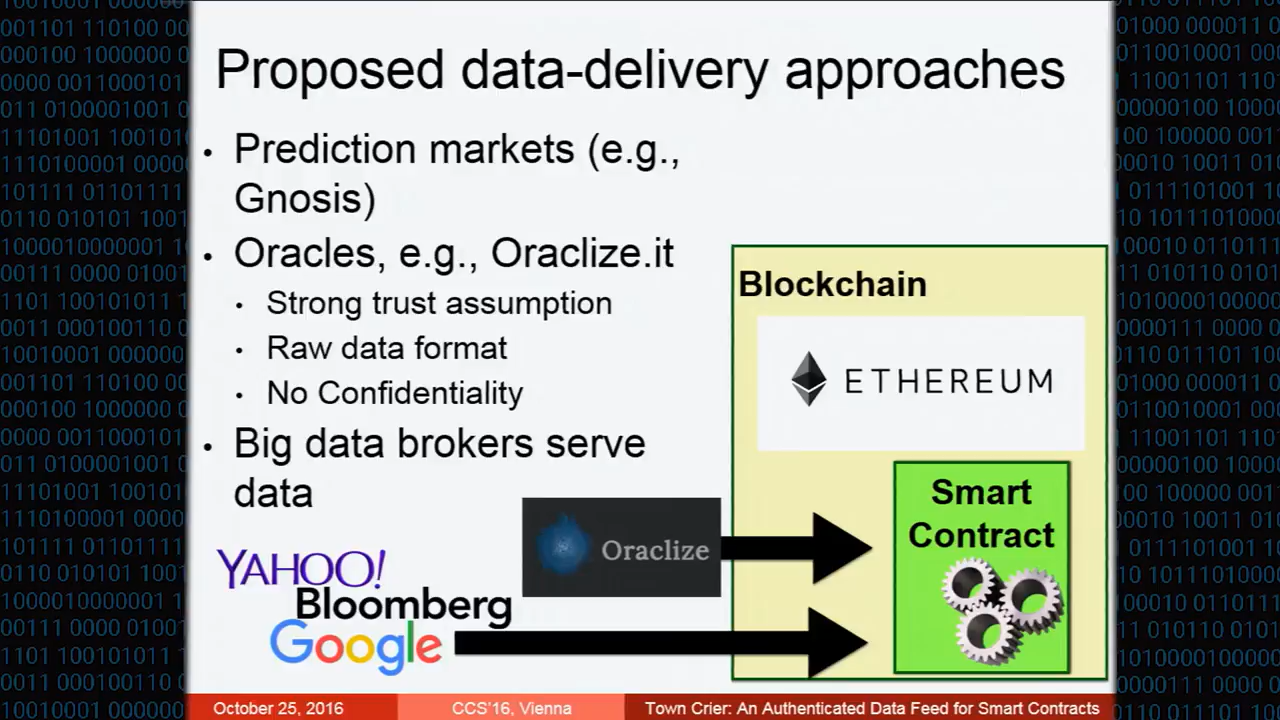 Proposed data-delivery approaches
• Prediction markets (e.g.,
Gnosis)
• Oracles, e.g., Oraclize.it
• Strong trust assumption
• Raw data format
• No Confidentiality
• Big data brokers serve
data
YAHOO!
Bloomberg
Google
Oraclize
Blockchain
ETHEREUM
Smart
Contract
October 25, 2016
CCS'16, Vienna
Town Crier: An Authenticated Data Feed for Smart Contracts